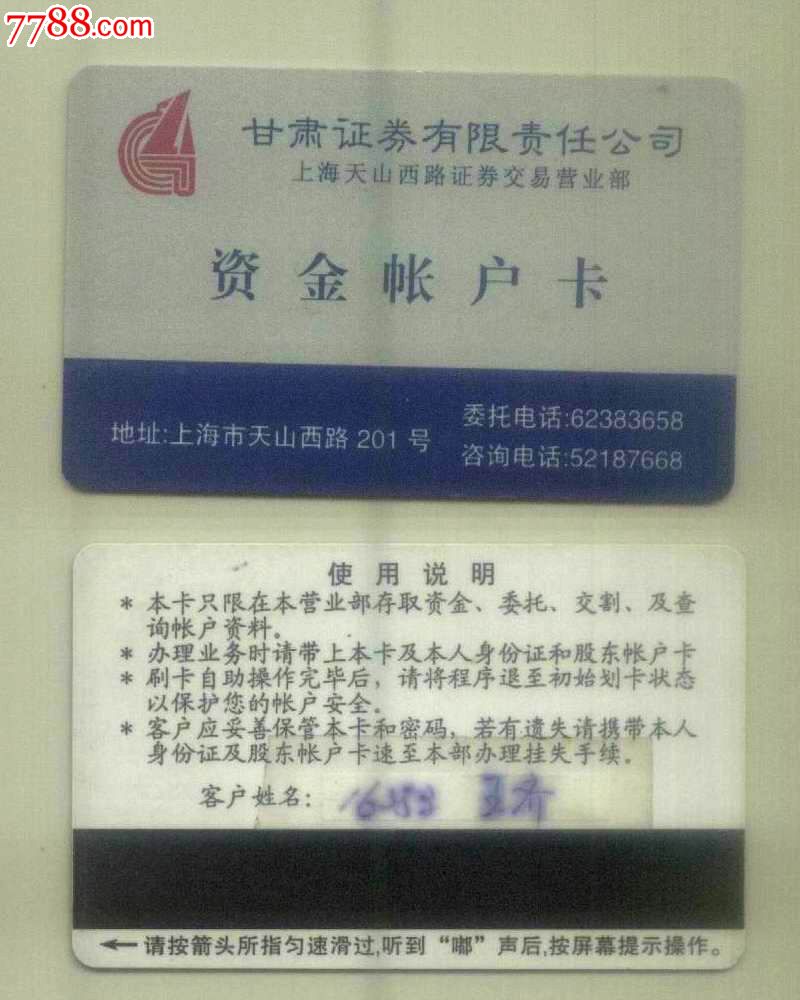 7788.com
甘肃证券有限责任公司
上海天山西路证券交易营业部
资金帐户卡
地址:上海市天山西路 201 号
委托电话:62383658
咨询电话:52187668
使用说明
* 本卡只限在本营业部存取资金、委托、交割、及查
询帐户资料。
* 办理业务时请带上本卡及本人身份证和股东帐户卡
* 刷卡自助操作完毕后，请将程序退至初始划卡状态
以保护您的帐户安全。
* 客户应妥善保管本卡和密码，若有遗失请携带本人
身份证及股东帐户卡速至本部办理挂失手续。
客户姓名：
请按箭头所指匀速滑过,听到“嘟”声后,按屏幕提示操作。